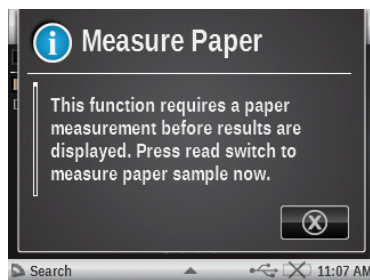 Measure Paper
This function requires a paper
measurement before results are
displayed. Press read switch to
measure paper sample now.
Search 11:07 AM